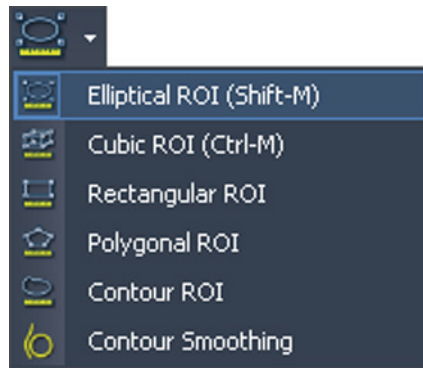 Elliptical ROI (Shift-M)
Cubic ROI (Ctrl-M)
Rectangular ROI
Polygonal ROI
Contour ROI
Contour Smoothing